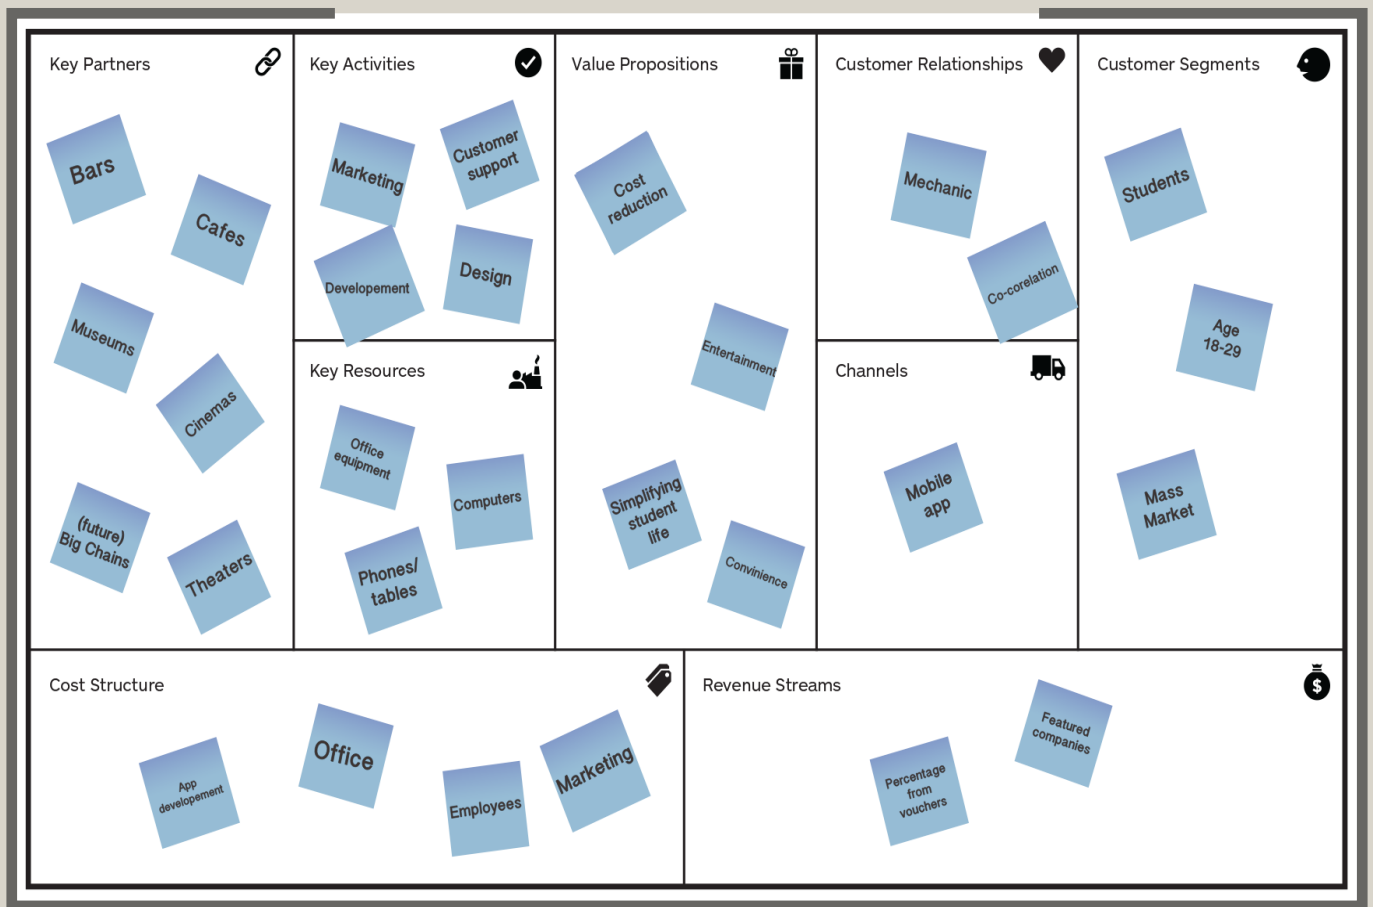 Key Partners
Bars
Cafes
Museums
Cinemas
(future)
Big Chains
Theaters
Key Activities
Marketing
Customer
support
Developement
Design
Key Resources
Office
equipment
Computers
Phones/
tables
Value Propositions
Cost
reduction
Entertainment
Simplifying
student
life
Convinience
Customer Relationships
Mechanic
Co-corelation
Channels
Mobile
app
Customer Segments
Students
Age
18-29
Mass
Market
Cost Structure
App
developement
Office
Employees
Marketing
Revenue Streams
$
Percentage
from
vouchers
Featured
companies